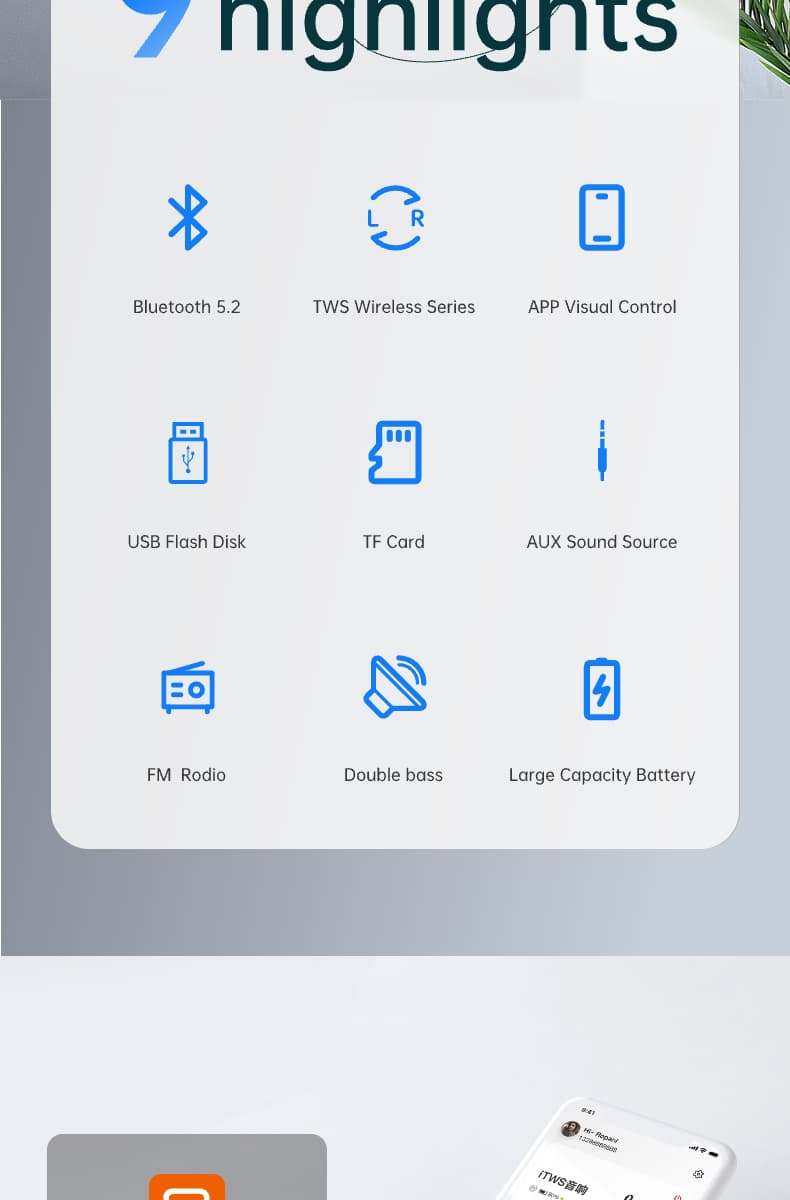 9 highlights
L R
Bluetooth 5.2
TWS Wireless Series
APP Visual Control
USB Flash Disk
TF Card
AUX Sound Source
FM Rodio
Double bass
Large Capacity Battery
9:41
Hi- Ropard
iTWS音响